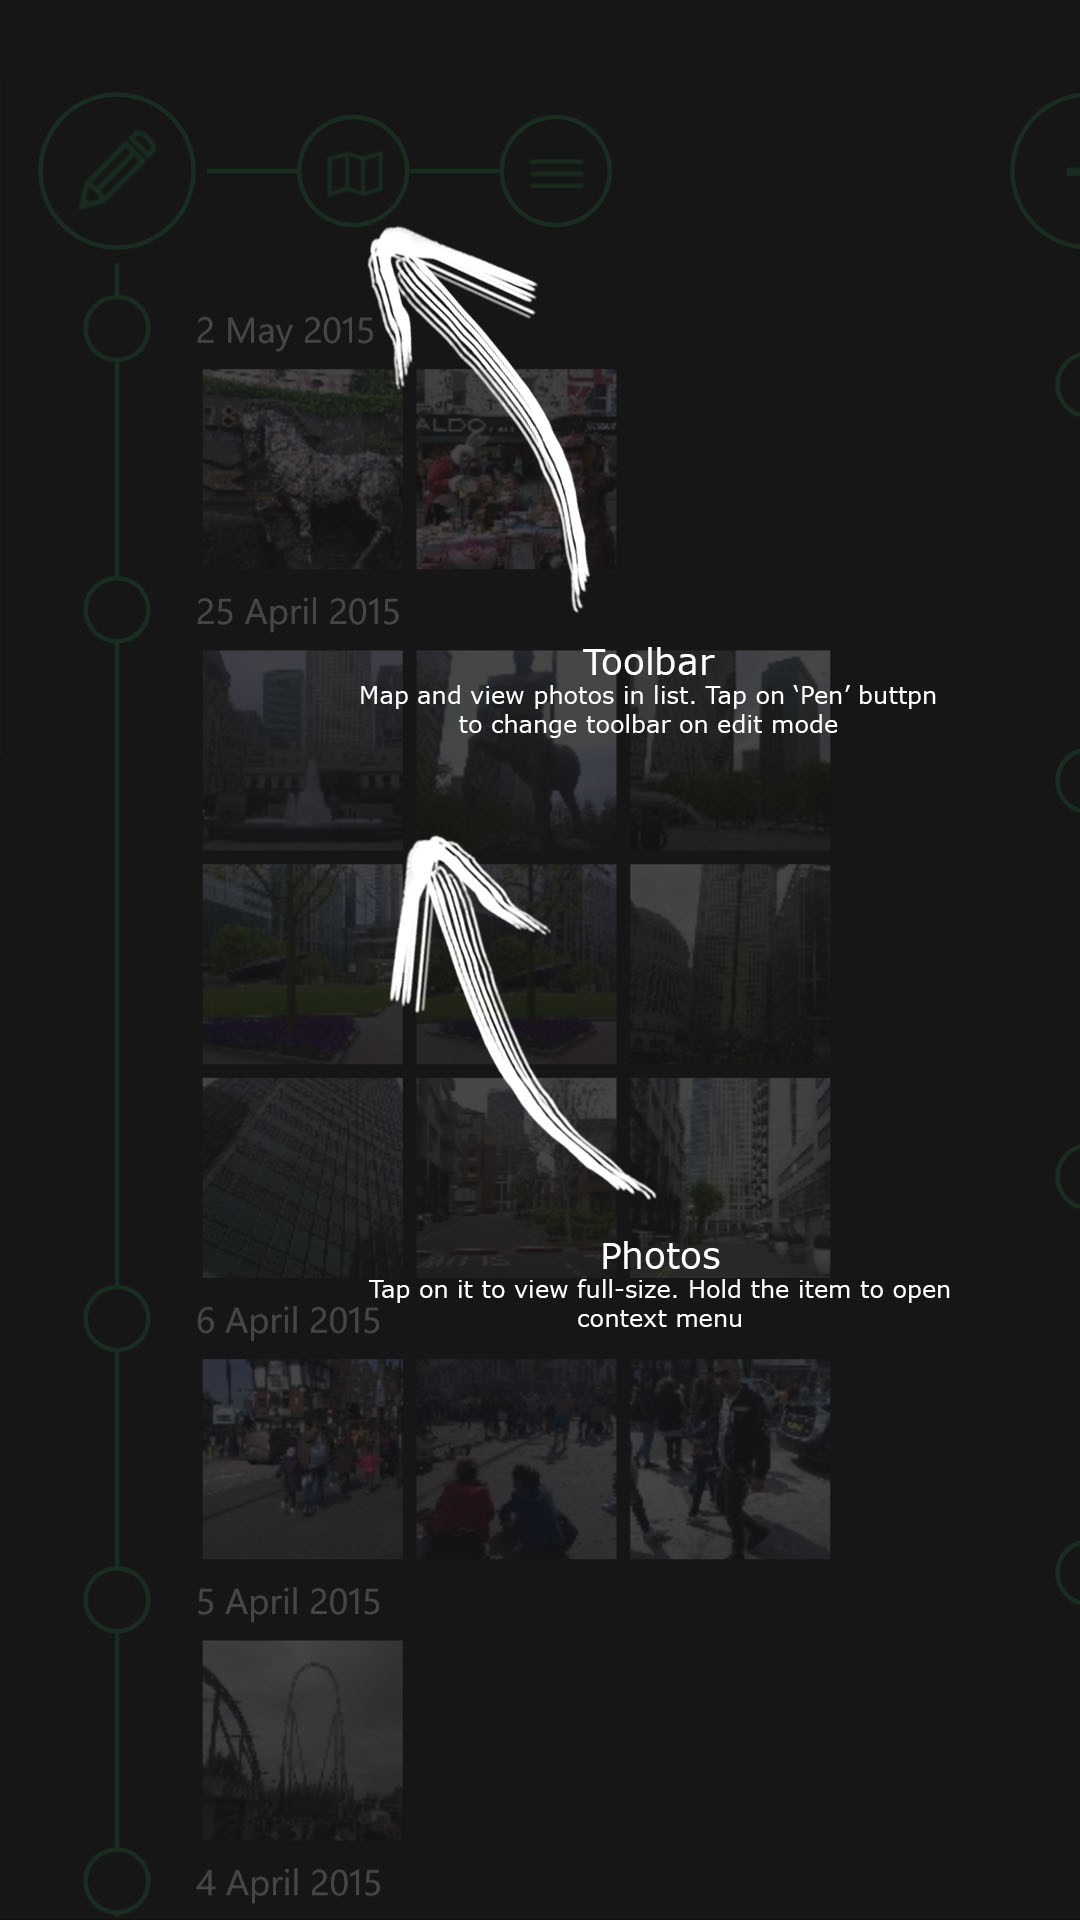 2 May 2015
18
ALDO
25 April 2015
Toolbar
Map and view photos in list. Tap on ‘Pen’ buttpn
to change toolbar on edit mode
Photos
Tap on it to view full-size. Hold the item to open
context menu
6 April 2015
5 April 2015
4 April 2015